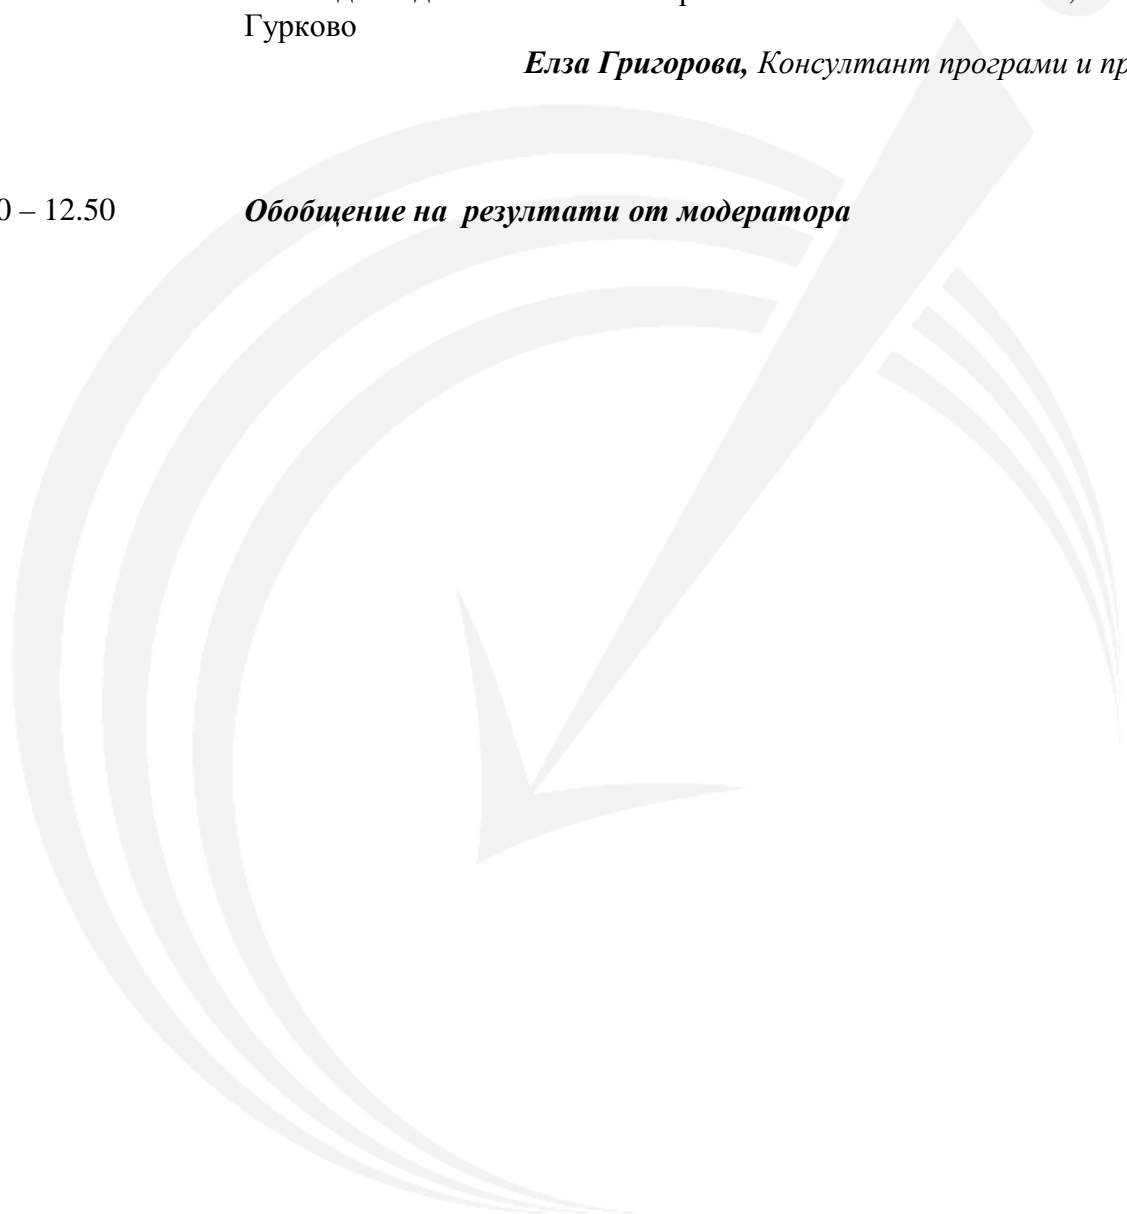 Гурково
Елза Григорова, Консултант програми и пр
0 – 12.50 Обобщение на резултати от модератора